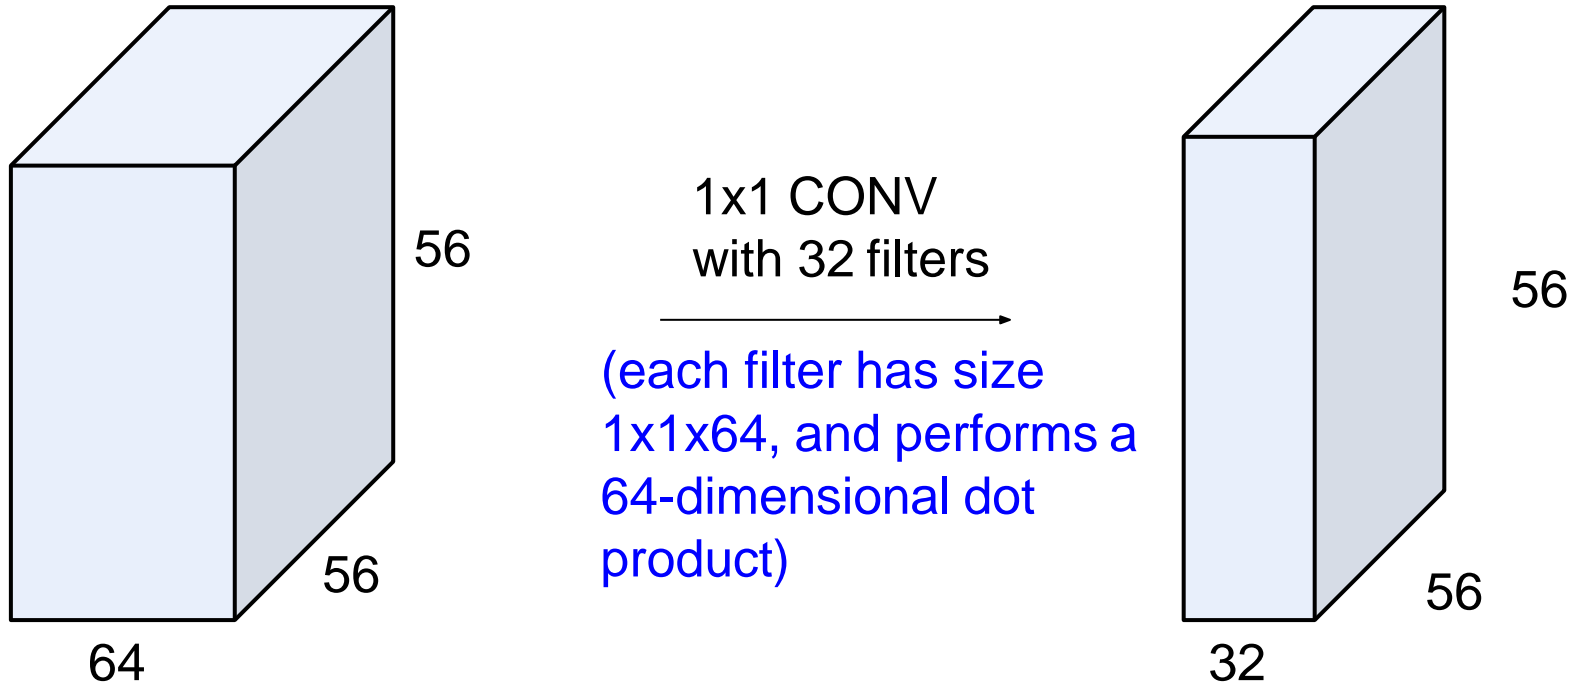 56
56
64
1x1 CONV
with 32 filters
(each filter has size
1x1x64, and performs a
64-dimensional dot
product)
56
56
32